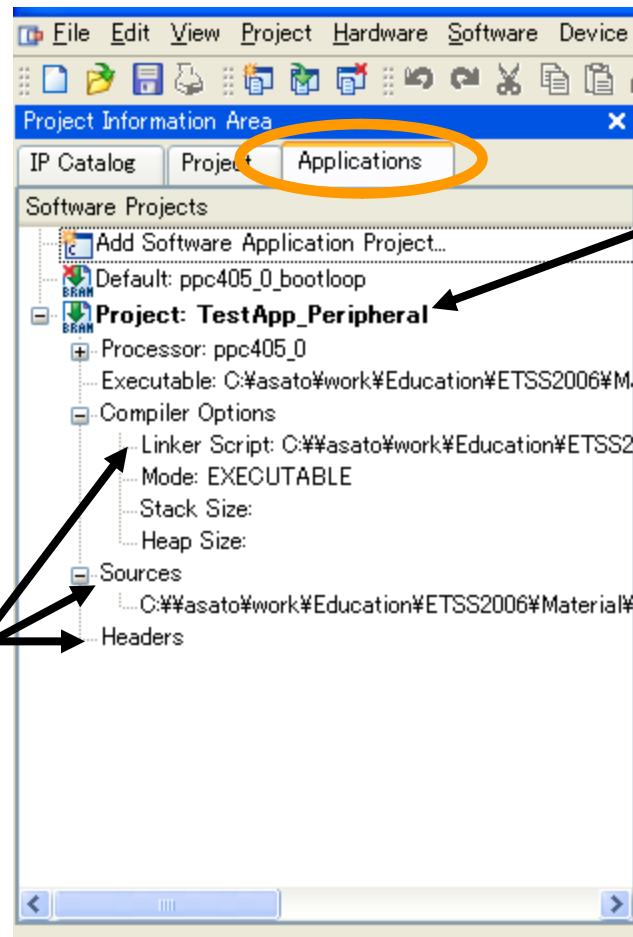 File Edit View Project Hardware Software Device
Project Information Area
IP Catalog Project Applications
Software Projects
Add Software Application Project...
Default: ppc405_0_bootloop
Project: TestApp_Peripheral
Processor: ppc405_0
Executable: C:¥asato¥work¥Education¥ETSS2006¥M
Compiler Options
Linker Script: C:¥¥asato¥work¥Education¥ETSS2
Mode: EXECUTABLE
Stack Size:
Heap Size:
Sources
C:¥¥asato¥work¥Education¥ETSS2006¥Material¥
Headers